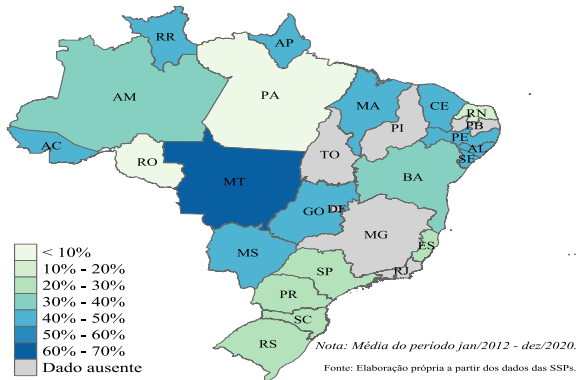 RR
AP
AM
PA
MA
CE
RN
PB
PI
PE
AL
SE
AC
RO
TO
MT
BA
GO
DF
MG
MS
ES
SP
RJ
PR
SC
RS
< 10%
10% - 20%
20% - 30%
30% - 40%
40% - 50%
50% - 60%
60% - 70%
Dado ausente
Nota: Média do periodo jan/2012 - dez/2020.
Fonte: Elaboração própria a partir dos dados das SSPs.